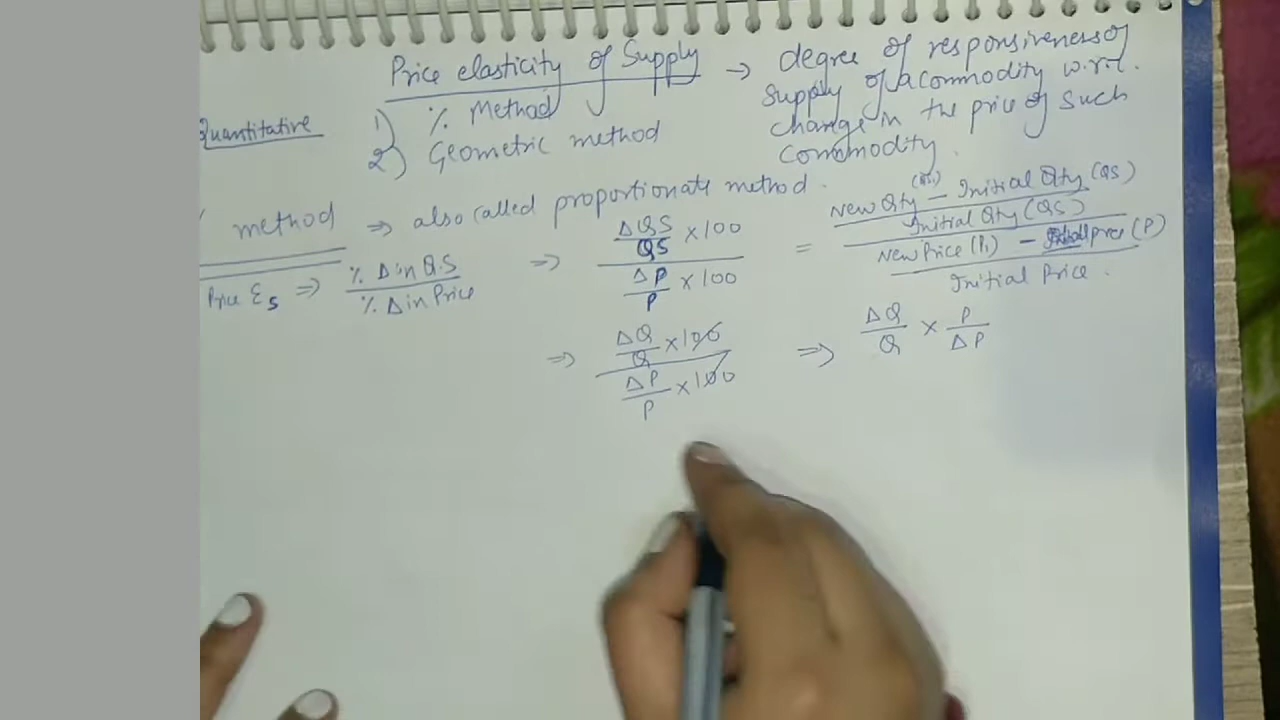 Price elasticity of Supply → degree of responsiveness of
supply of a commodity w.r.t.
change in the price of such
commodity.
Quantitative
1) % Method
2) Geometric method
method ⇒ also called proportionate method.
Price Es ⇒ % Δ in QS / % Δ in Price
⇒ ΔQS/QS × 100 / ΔP/P × 100
= New Qty (QS1) – Initial Qty (QS)
Initial Qty (QS)
New Price (P1) – price (P)
Initial Price.
⇒ ΔQ/Q × 100 / ΔP/P × 100
⇒ ΔQ/Q × P/ΔP